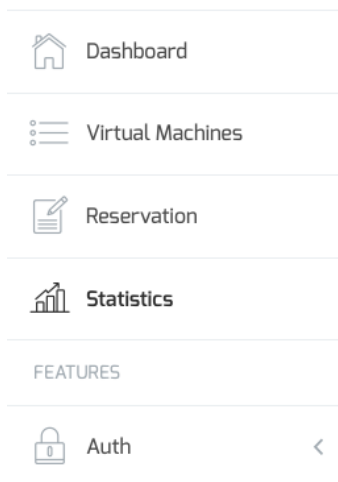 Dashboard
Virtual Machines
Reservation
Statistics
FEATURES
Auth